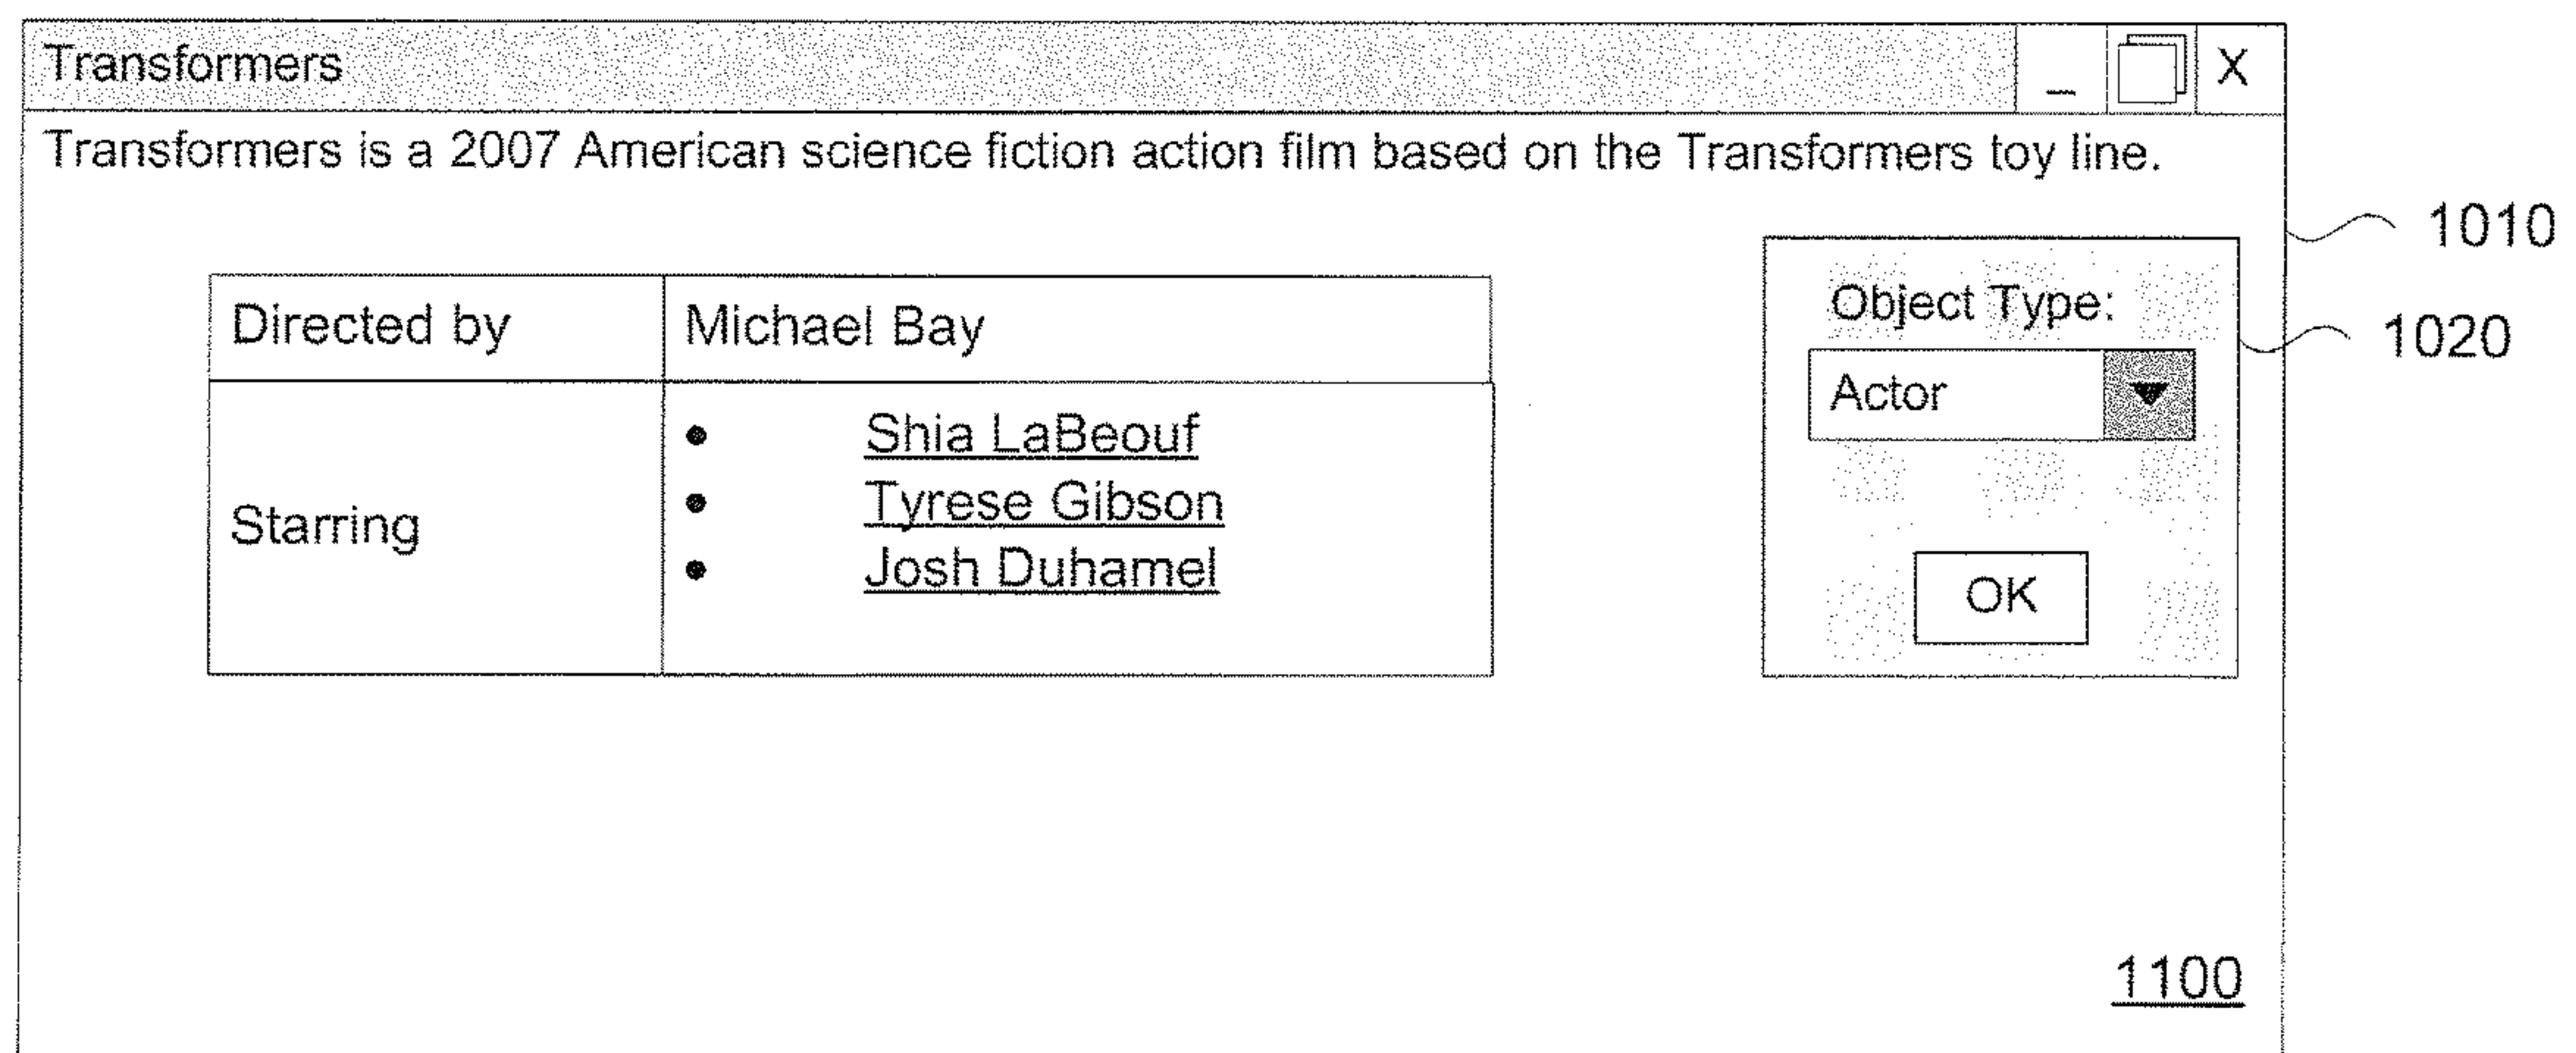 Transformers _ X
Transformers is a 2007 American science fiction action film based on the Transformers toy line.
1010
Object Type:
1020
Directed by Michael Bay
Actor
Starring
• Shia LaBeouf
• Tyrese Gibson
• Josh Duhamel
OK
1100